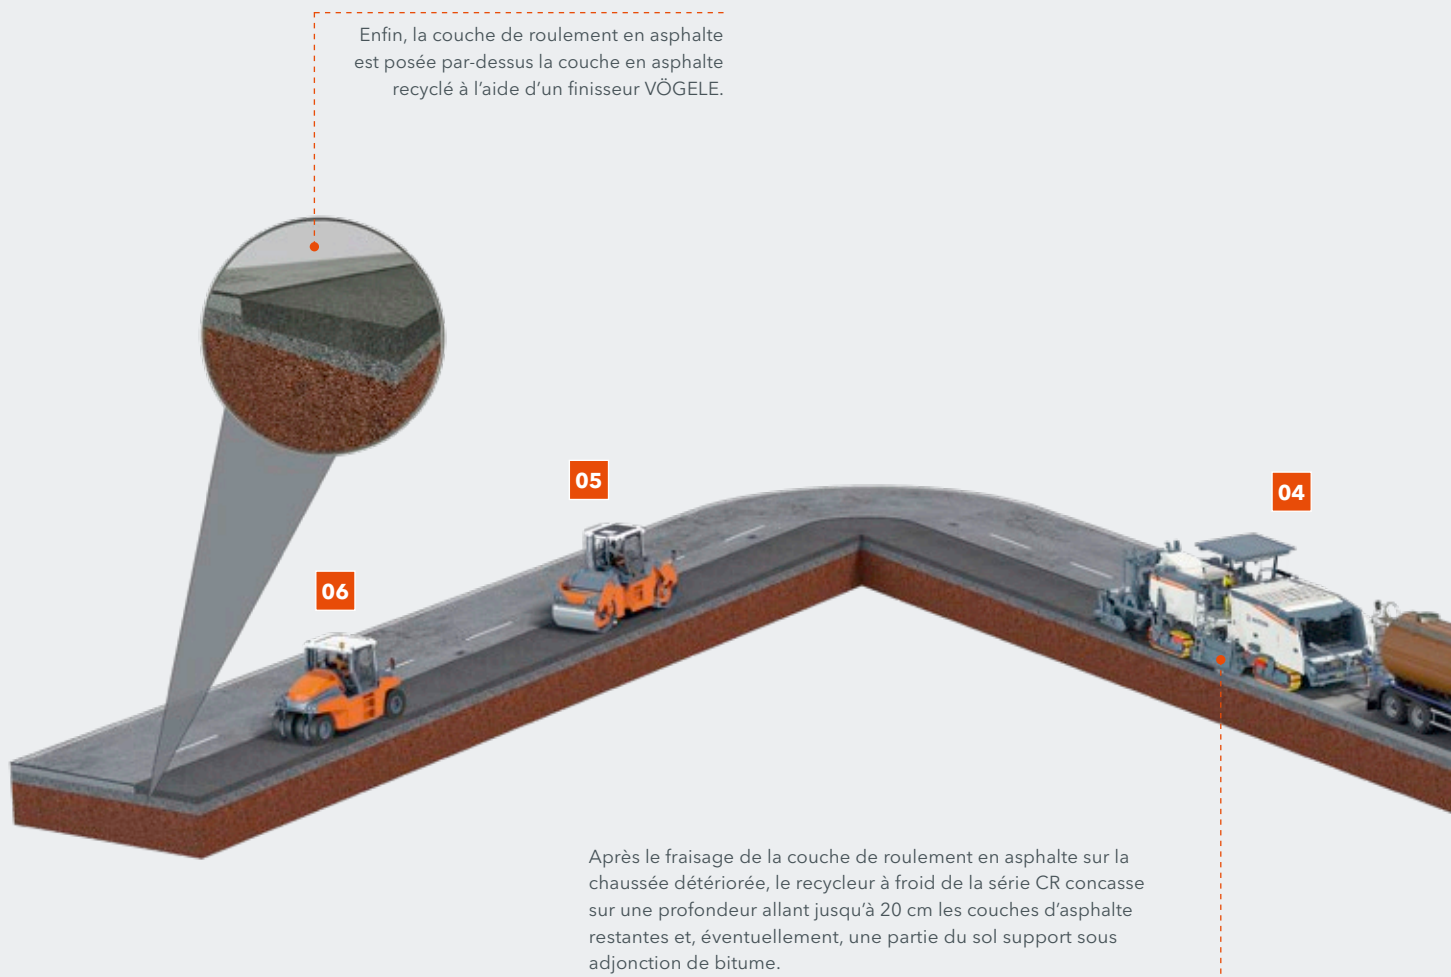 Enfin, la couche de roulement en asphalte
est posée par-dessus la couche en asphalte
recyclé à l'aide d'un finisseur VÖGELE.
05
04
06
Après le fraisage de la couche de roulement en asphalte sur la
chaussée détériorée, le recycleur à froid de la série CR concasse
sur une profondeur allant jusqu'à 20 cm les couches d'asphalte
restantes et, éventuellement, une partie du sol support sous
adjonction de bitume.